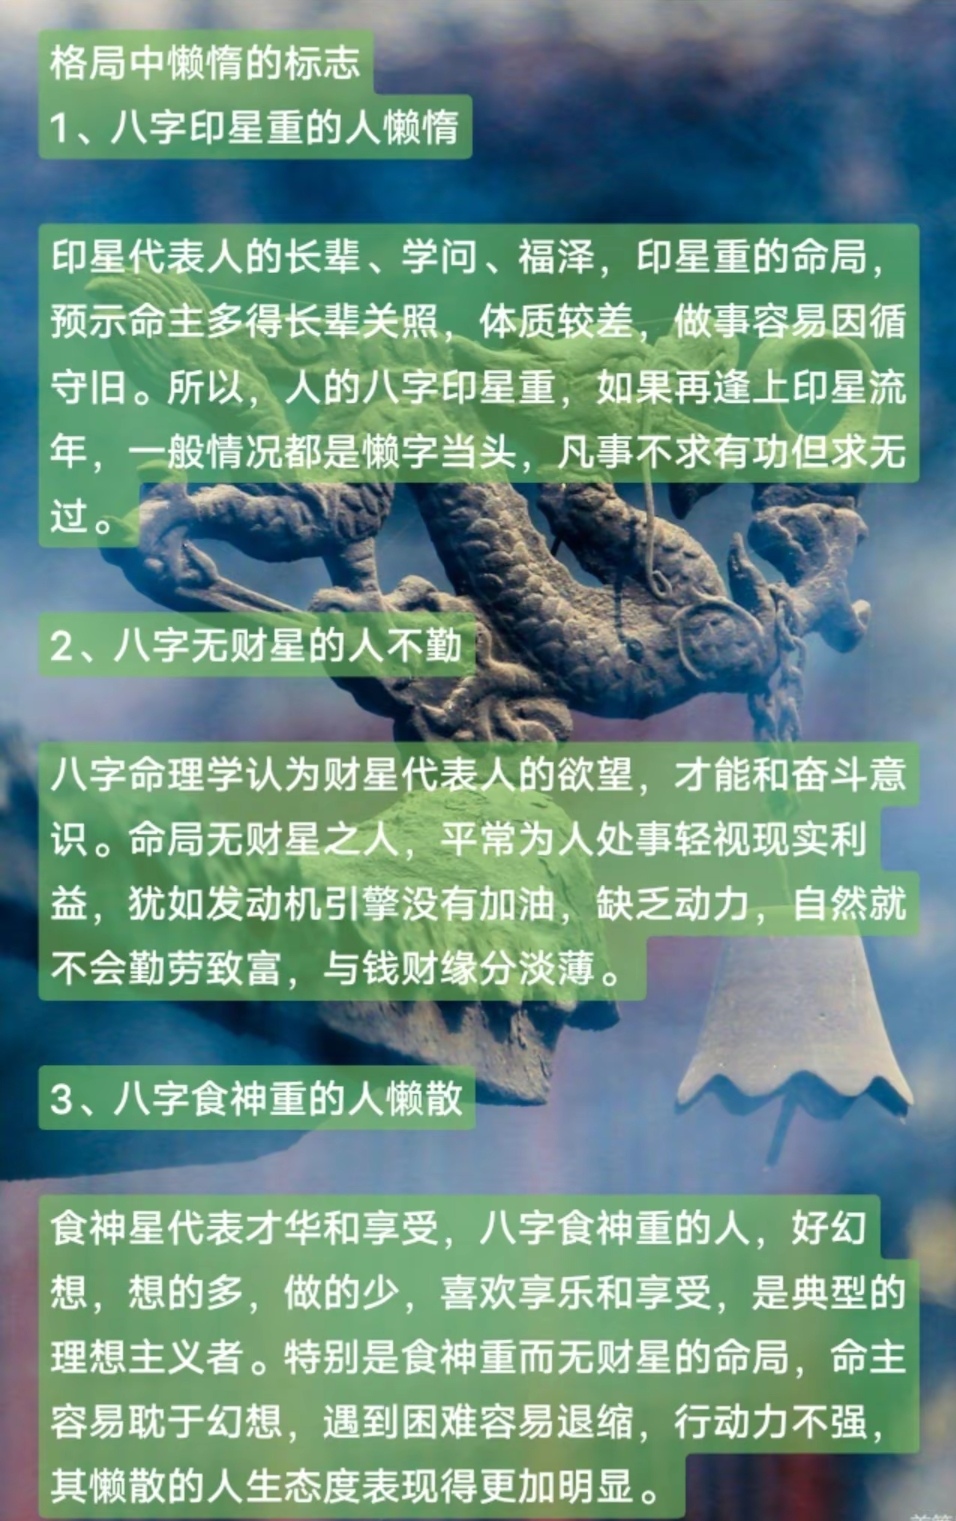 格局中懒惰的标志
1、八字印星重的人懒惰
印星代表人的长辈、学问、福泽，印星重的命局，
预示命主多得长辈关照，体质较差，做事容易因循
守旧。所以，人的八字印星重，如果再逢上印星流
年，一般情况都是懒字当头，凡事不求有功但求无
过。
2、八字无财星的人不勤
八字命理学认为财星代表人的欲望，才能和奋斗意
识。命局无财星之人，平常为人处事轻视现实利
益，犹如发动机引擎没有加油，缺乏动力，自然就
不会勤劳致富，与钱财缘分淡薄。
3、八字食神重的人懒散
食神星代表才华和享受，八字食神重的人，好幻
想，想的多，做的少，喜欢享乐和享受，是典型的
理想主义者。特别是食神重而无财星的命局，命主
容易耽于幻想，遇到困难容易退缩，行动力不强，
其懒散的人生态度表现得更加明显。